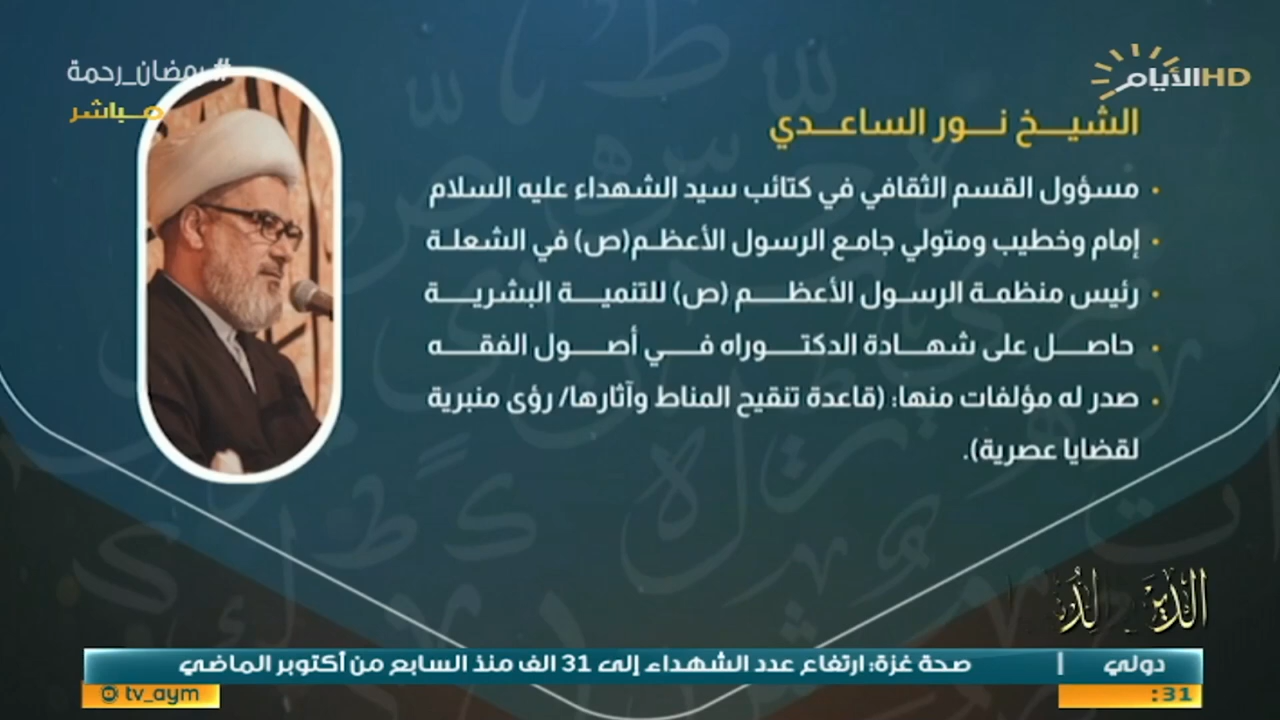 #رمضان_رحمة
مباشر
الأيام HD
الشيخ نور الساعدي
• مسؤول القسم الثقافي في كتائب سيد الشهداء عليه السلام
• إمام وخطيب ومتولي جامع الرسول الأعظم(ص) في الشعلة
• رئيس منظمة الرسول الأعظم (ص) للتنمية البشرية
• حاصل على شهادة الدكتوراه في أصول الفقه
• صدر له مؤلفات منها: (قاعدة تنقيح المناط وآثارها/ رؤى منبرية
لقضايا عصرية).
الدين
دولي | صحة غزة: ارتفاع عدد الشهداء إلى 31 الف منذ السابع من أكتوبر الماضي
:31
tv_aym